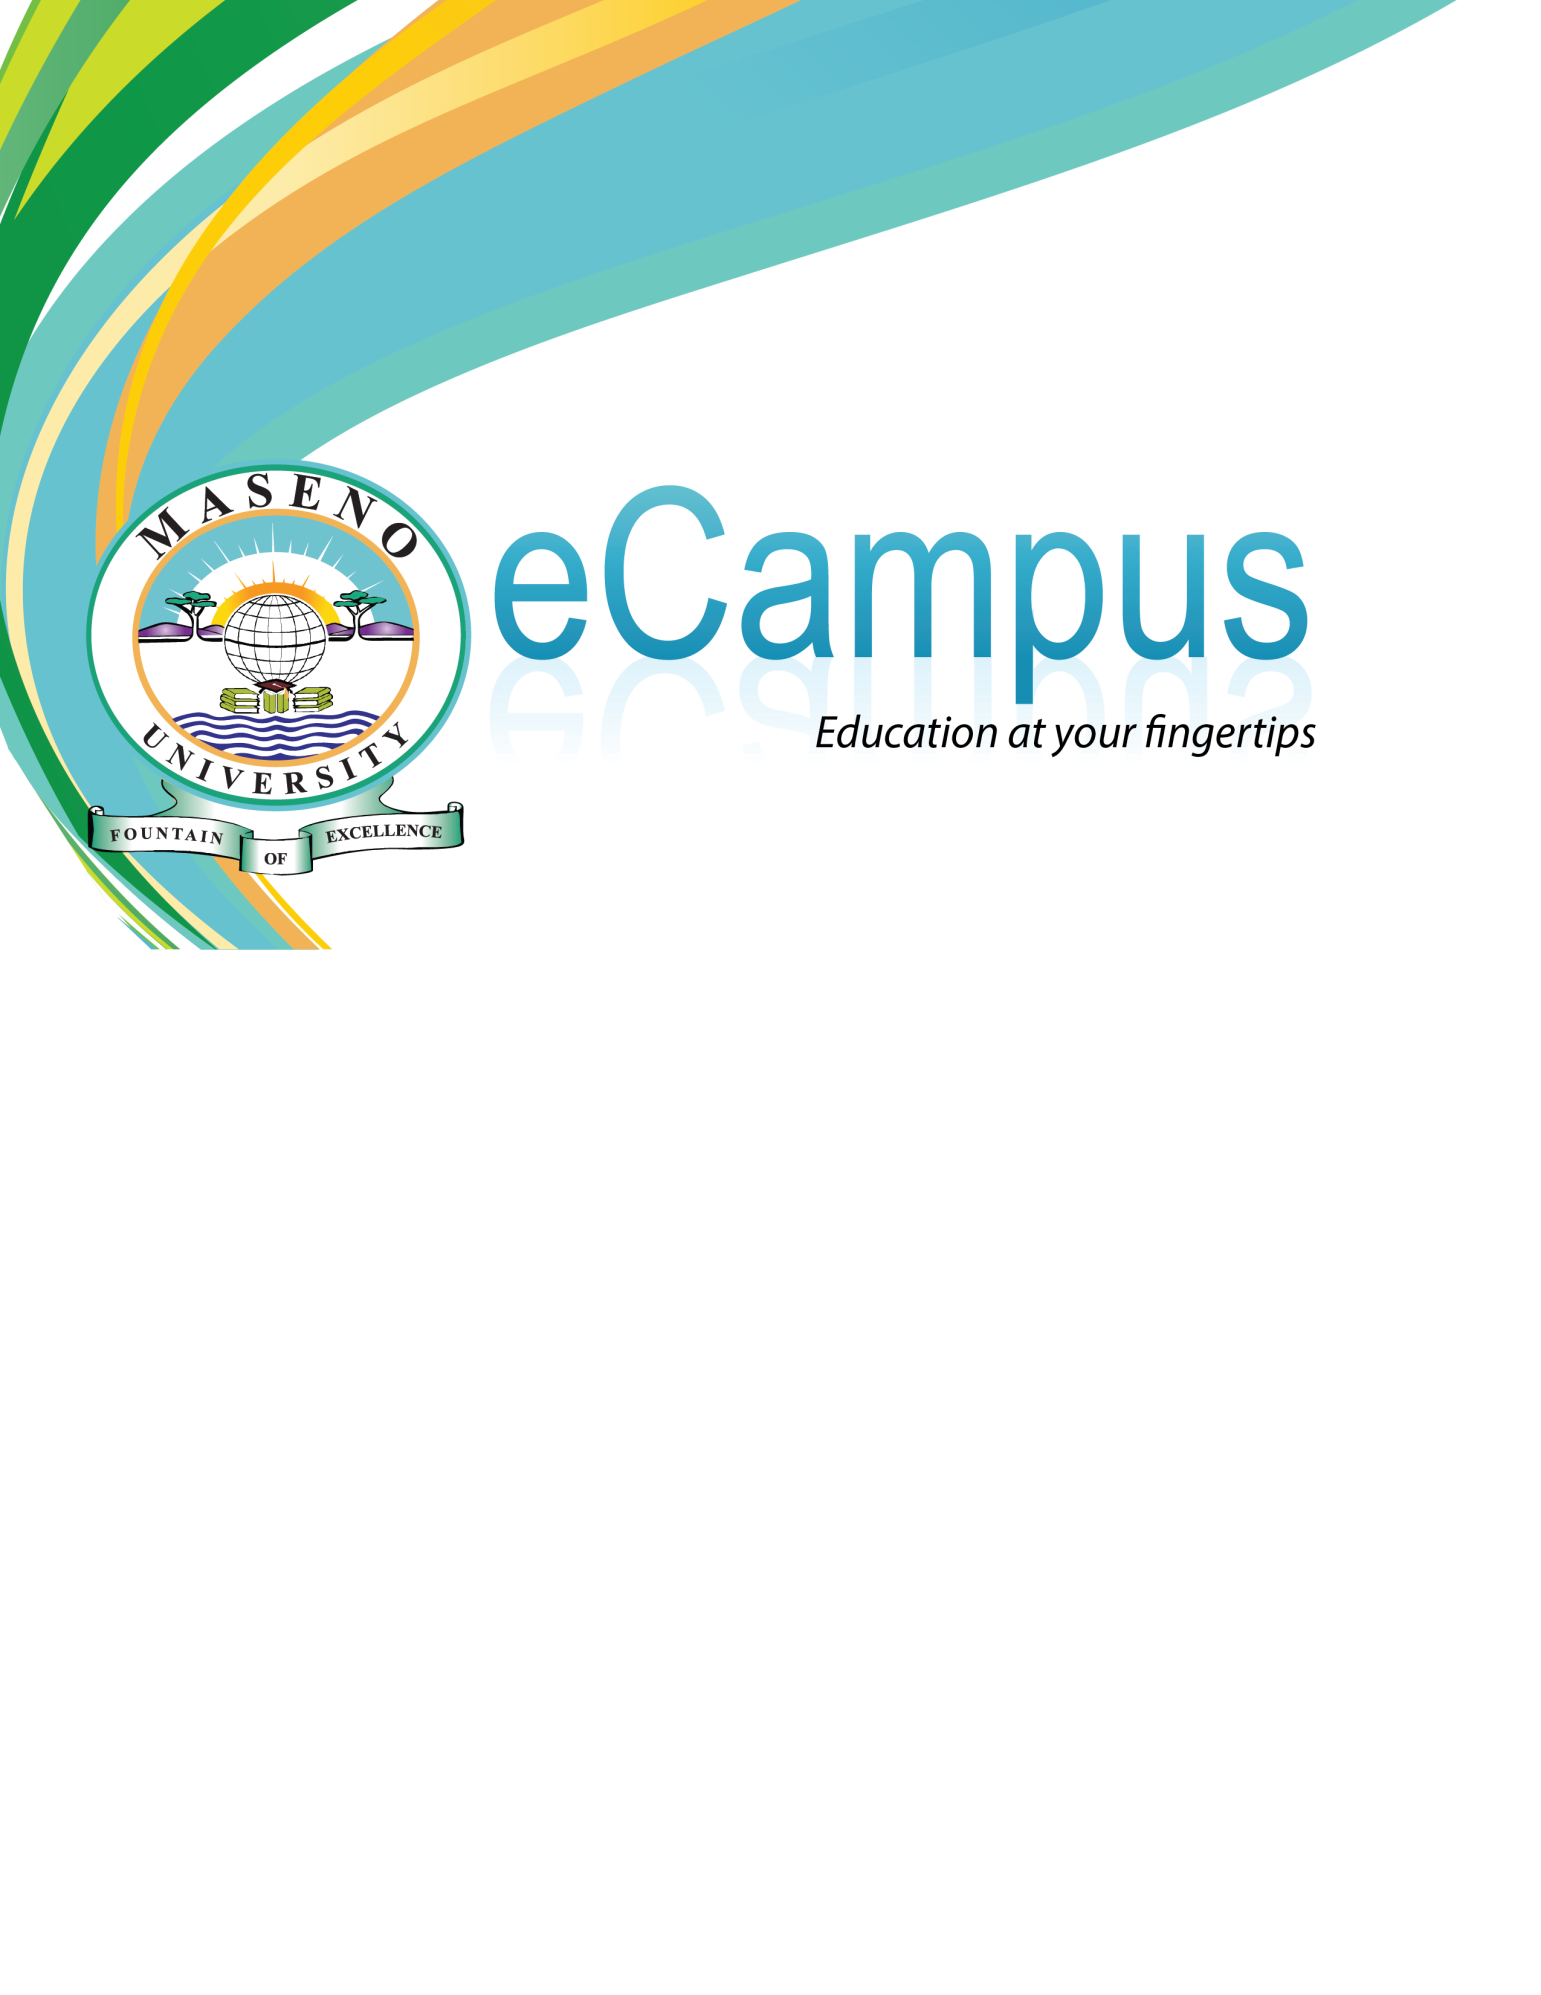 MASENO
UNIVERSITY
FOUNTAIN OF EXCELLENCE
eCampus
Education at your fingertips